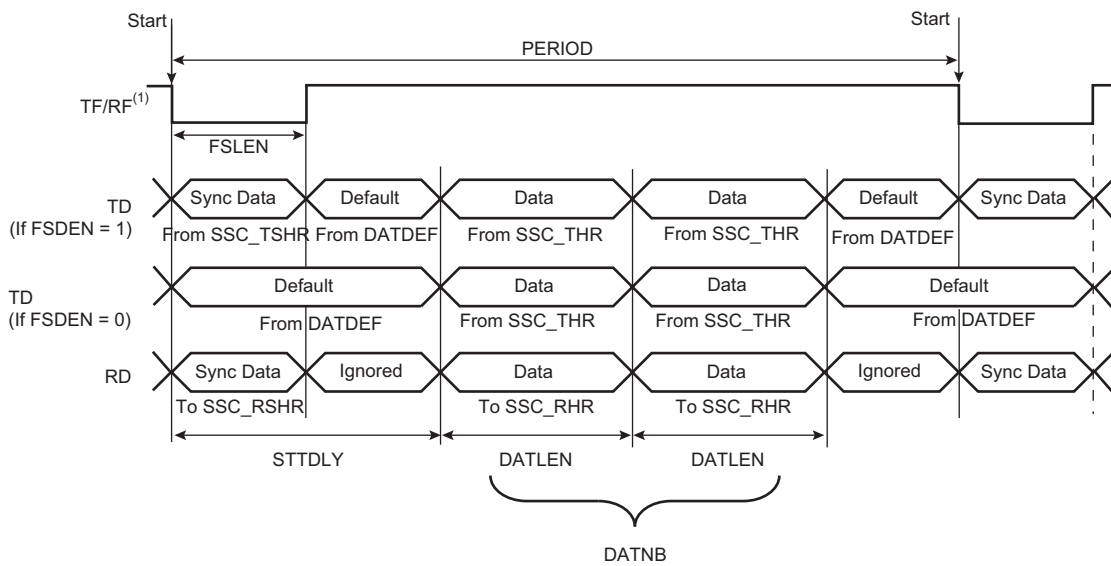 Start Start
PERIOD
TF/RF(1)
FSLEN
Sync Data Default Data Data Default Sync Data
TD
(If FSDEN = 1)
From SSC_TSHR From DATDEF From SSC_THR From SSC_THR From DATDEF
Default Data Data Default
TD
(If FSDEN = 0)
From DATDEF From SSC_THR From SSC_THR From DATDEF
RD
Sync Data Ignored Data Data Ignored Sync Data
To SSC_RSHR To SSC_RHR To SSC_RHR
STTDLY DATLEN DATLEN
DATNB